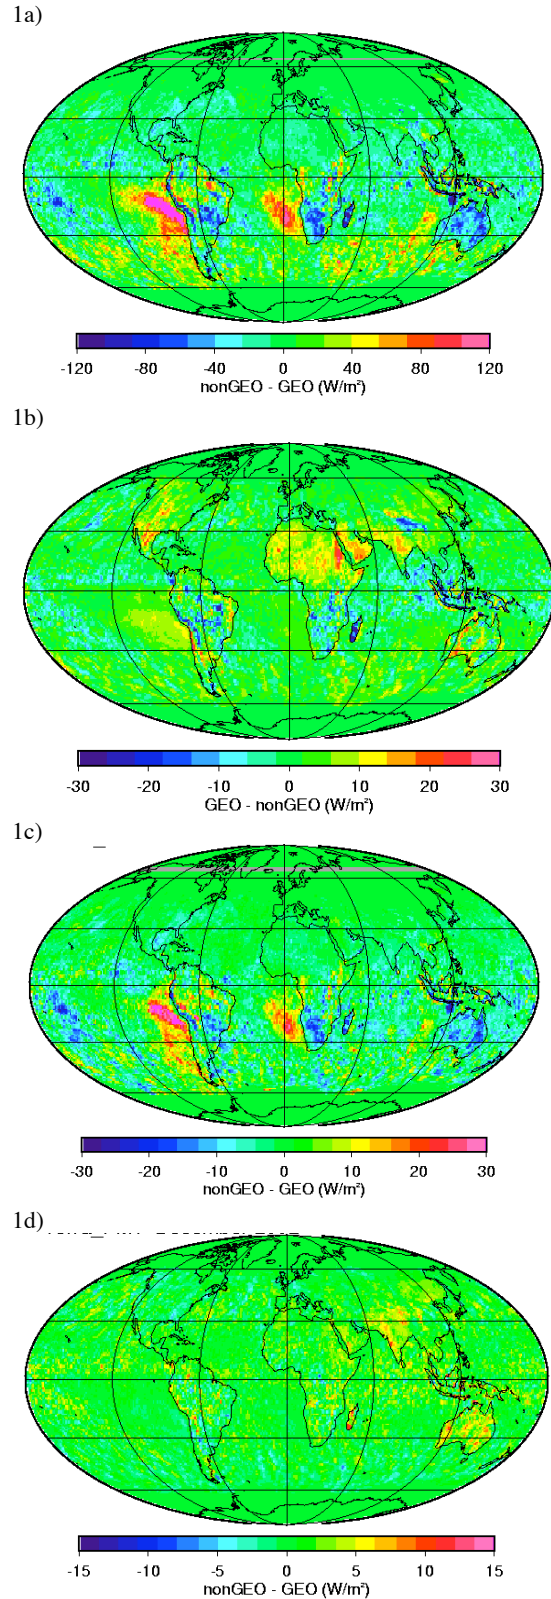 1a)
-120 -80 -40 0 40 80 120
nonGEO - GEO (W/m²)
1b)
-30 -20 -10 0 10 20 30
GEO - nonGEO (W/m²)
1c)
-30 -20 -10 0 10 20 30
nonGEO - GEO (W/m²)
1d)
-15 -10 -5 0 5 10 15
nonGEO - GEO (W/m²)